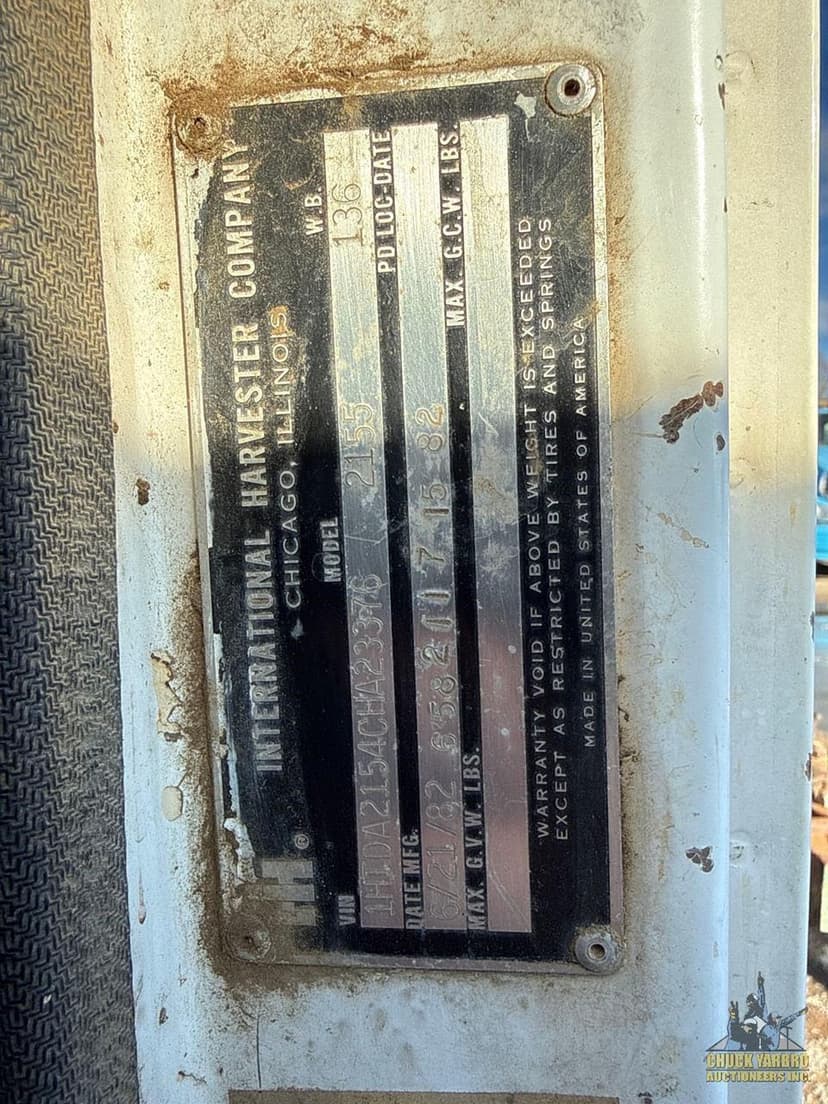 IH ®
INTERNATIONAL HARVESTER COMPANY
CHICAGO, ILLINOIS
VIN MODEL W.B.
1HTDA2154CHA23376 2155 136
DATE MFG. PD LOC-DATE
6/21/82 658200 7 15 82
MAX. G.V.W. LBS. MAX. G.C.W. LBS.
WARRANTY VOID IF ABOVE WEIGHT IS EXCEEDED
EXCEPT AS RESTRICTED BY TIRES AND SPRINGS
MADE IN UNITED STATES OF AMERICA
CHUCK YARBRO
AUCTIONEERS INC.